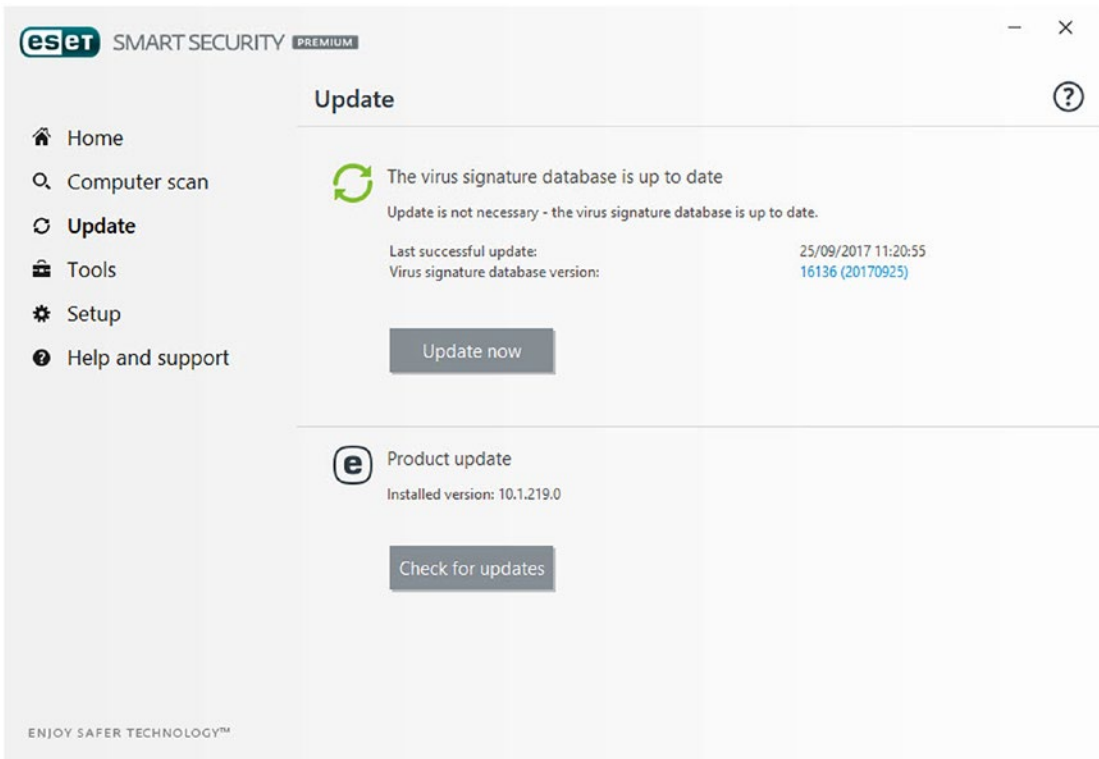 eset SMART SECURITY PREMIUM
Update
Home
Computer scan
Update
Tools
Setup
Help and support
The virus signature database is up to date
Update is not necessary - the virus signature database is up to date.
Last successful update: 25/09/2017 11:20:55
Virus signature database version: 16136 (20170925)
Update now
e Product update
Installed version: 10.1.219.0
Check for updates
ENJOY SAFER TECHNOLOGY™